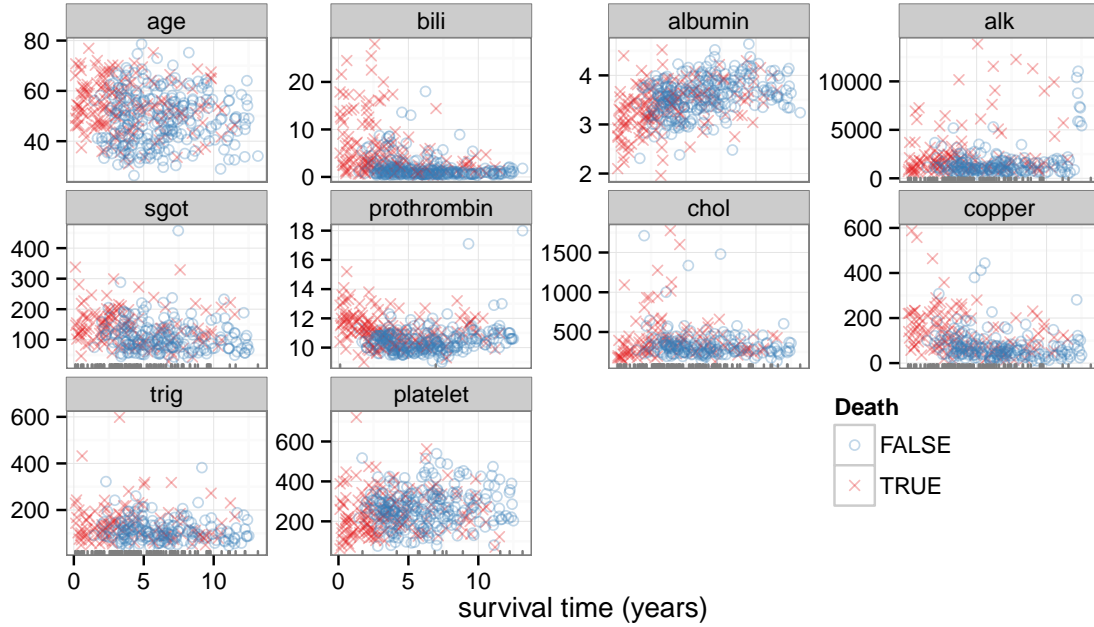 age bili albumin alk
80 60 40
20 10 0
4 3 2
10000 5000 0
sgot prothrombin chol copper
400 300 200 100
18 16 14 12 10
1500 1000 500
600 400 200 0
trig platelet
600 400 200
600 400 200
Death
FALSE
TRUE
0 5 10 0 5 10
survival time (years)